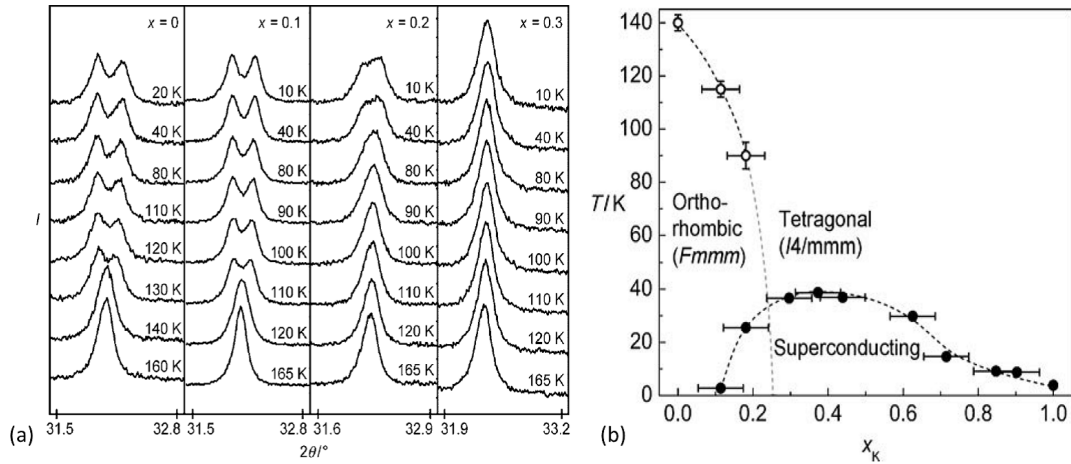 x = 0
20 K
40 K
80 K
110 K
120 K
130 K
140 K
160 K
x = 0.1
10 K
40 K
80 K
90 K
100 K
110 K
120 K
165 K
x = 0.2
10 K
40 K
80 K
90 K
100 K
110 K
120 K
165 K
x = 0.3
10 K
40 K
80 K
90 K
100 K
110 K
120 K
165 K
I
31.5 32.8 31.5 32.8 31.6 32.9 31.9 33.2
2θ/°
(a)
140
120
100
80
60
40
20
0
T/K
Ortho-
rhombic
(Fmmm)
Tetragonal
(I4/mmm)
Superconducting
0.0 0.2 0.4 0.6 0.8 1.0
xK
(b)